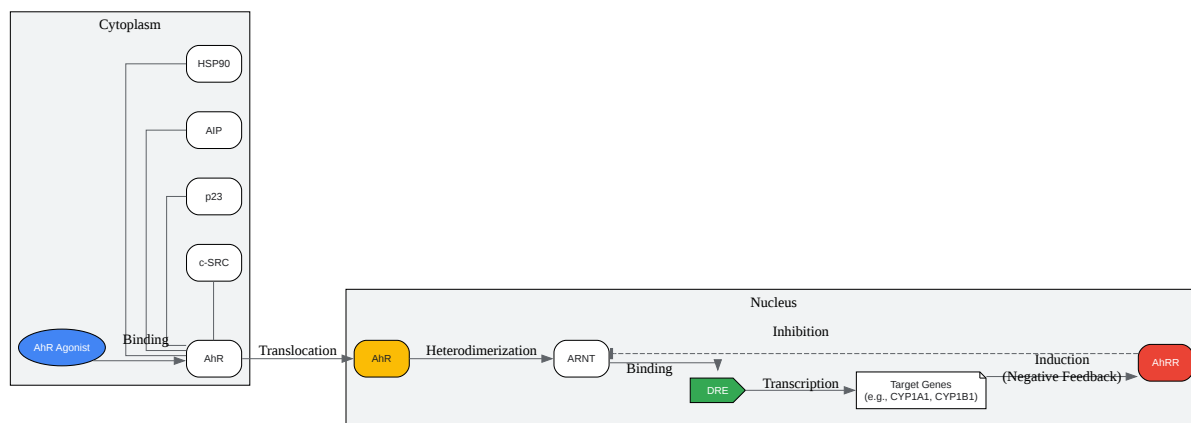 Cytoplasm
HSP90
AIP
p23
c-SRC
AhR Agonist
Binding
AhR
Translocation
Nucleus
Inhibition
AhR
Heterodimerization
ARNT
Binding
DRE
Transcription
Target Genes
(e.g., CYP1A1, CYP1B1)
Induction
(Negative Feedback)
AhRR